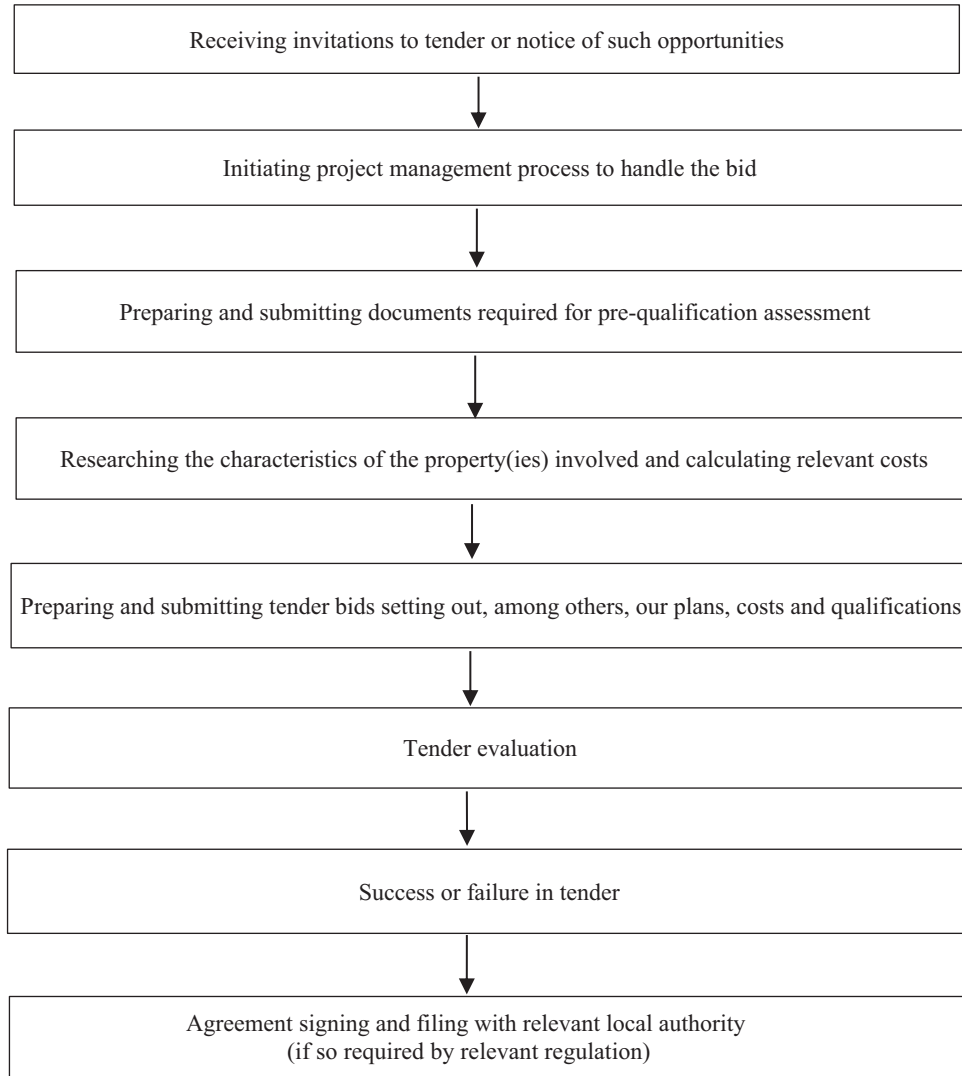 Receiving invitations to tender or notice of such opportunities
Initiating project management process to handle the bid
Preparing and submitting documents required for pre-qualification assessment
Researching the characteristics of the property(ies) involved and calculating relevant costs
Preparing and submitting tender bids setting out, among others, our plans, costs and qualifications
Tender evaluation
Success or failure in tender
Agreement signing and filing with relevant local authority
(if so required by relevant regulation)